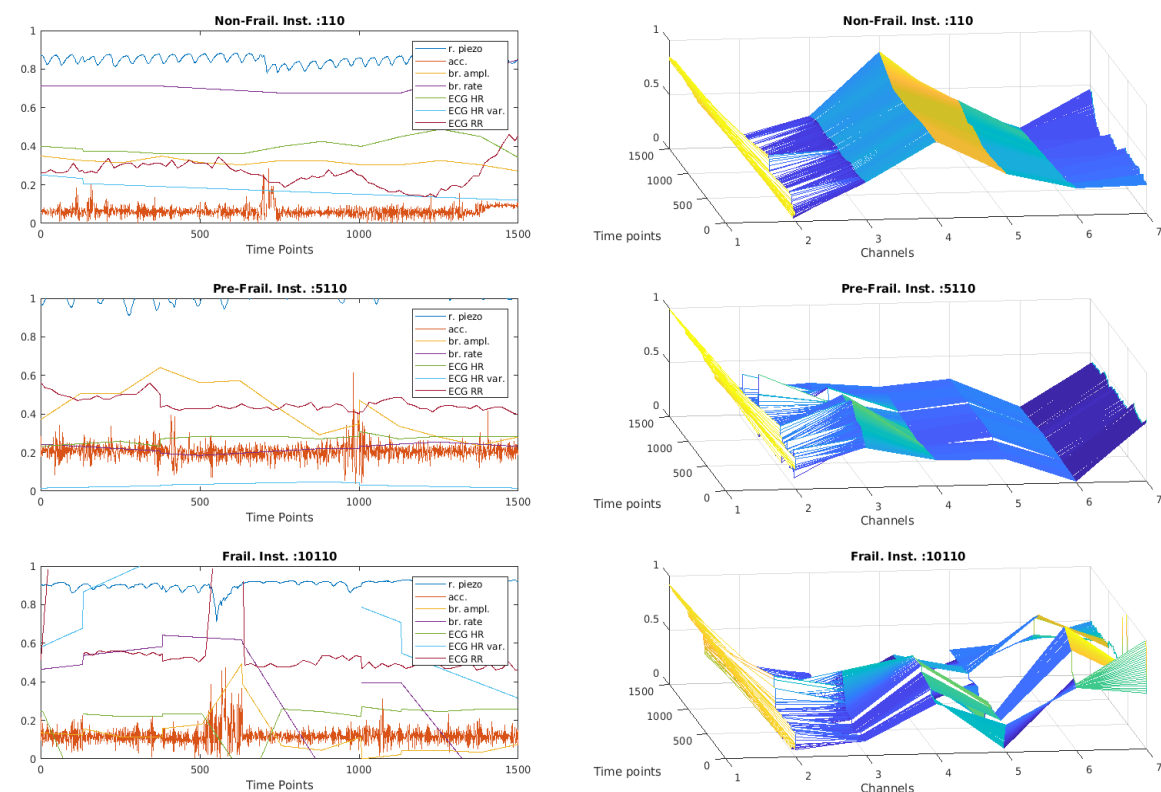 Non-Frail. Inst. :110
1
0.8
0.6
0.4
0.2
0
0
500
1000
1500
Time Points
r. piezo
acc.
br. ampl.
br. rate
ECG HR
ECG HR var.
ECG RR
Non-Frail. Inst. :110
1
0.5
0
1500
1000
500
0
Time points
1
2
3
4
5
6
7
Channels
Pre-Frail. Inst. :5110
1
0.8
0.6
0.4
0.2
0
0
500
1000
1500
Time Points
r. piezo
acc.
br. ampl.
br. rate
ECG HR
ECG HR var.
ECG RR
Pre-Frail. Inst. :5110
1
0.5
0
1500
1000
500
0
Time points
1
2
3
4
5
6
7
Channels
Frail. Inst. :10110
1
0.8
0.6
0.4
0.2
0
0
500
1000
1500
Time Points
r. piezo
acc.
br. ampl.
br. rate
ECG HR
ECG HR var.
ECG RR
Frail. Inst. :10110
1
0.5
0
1500
1000
500
0
Time points
1
2
3
4
5
6
7
Channels